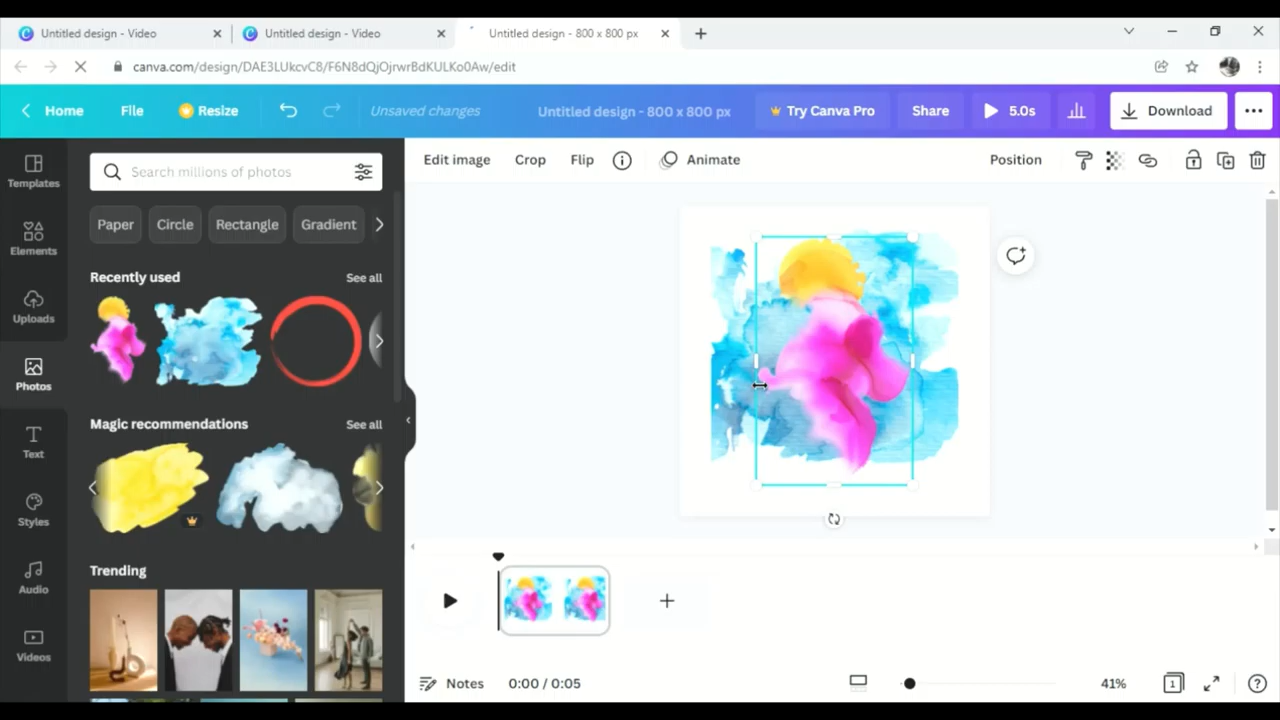 Untitled design - Video
Untitled design - Video
Untitled design - 800 x 800 px
canva.com/design/DAE3LUkcvC8/F6N8dQjOjrwrBdKULKo0Aw/edit
Home
File
Resize
Unsaved changes
Untitled design - 800 x 800 px
Try Canva Pro
Share
5.0s
Download
Edit image
Crop
Flip
Animate
Position
Templates
Elements
Uploads
Photos
Text
Styles
Audio
Videos
Search millions of photos
Paper
Circle
Rectangle
Gradient
Recently used
See all
Magic recommendations
See all
Trending
Notes
0:00 / 0:05
41%
1